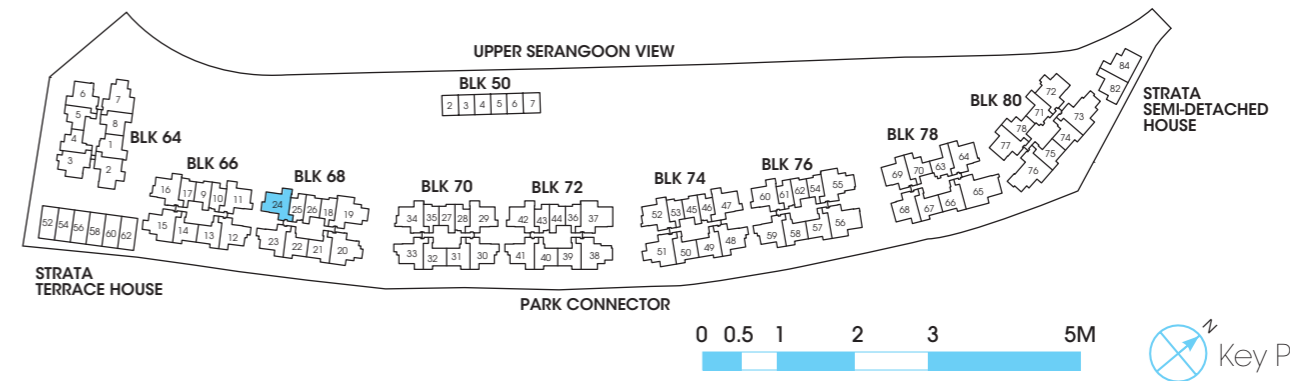 UPPER SERANGOON VIEW
BLK 50
2 3 4 5 6 7
BLK 64
6 7
5 8
4 1
3 2
BLK 66
16 17 9 10 11
15 14 13 12
BLK 68
24 25 26 18 19
23 22 21 20
BLK 70
34 35 27 28 29
33 32 31 30
BLK 72
42 43 44 36 37
41 40 39 38
BLK 74
52 53 45 46 47
51 50 49 48
BLK 76
60 61 62 54 55
59 58 57 56
BLK 78
69 70 63 64
68 67 66 65
BLK 80
72
71 73
78 74
77 75
76
84
82
STRATA
SEMI-DETACHED
HOUSE
52 54 56 58 60 62
STRATA
TERRACE HOUSE
PARK CONNECTOR
0 0.5 1 2 3 5M
N
Key P